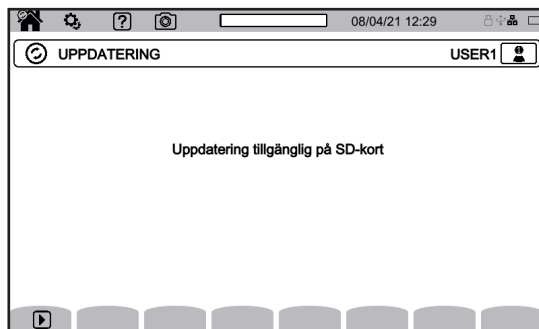 08/04/21 12:29
UPPDATERING
USER1
Uppdatering tillgänglig på SD-kort